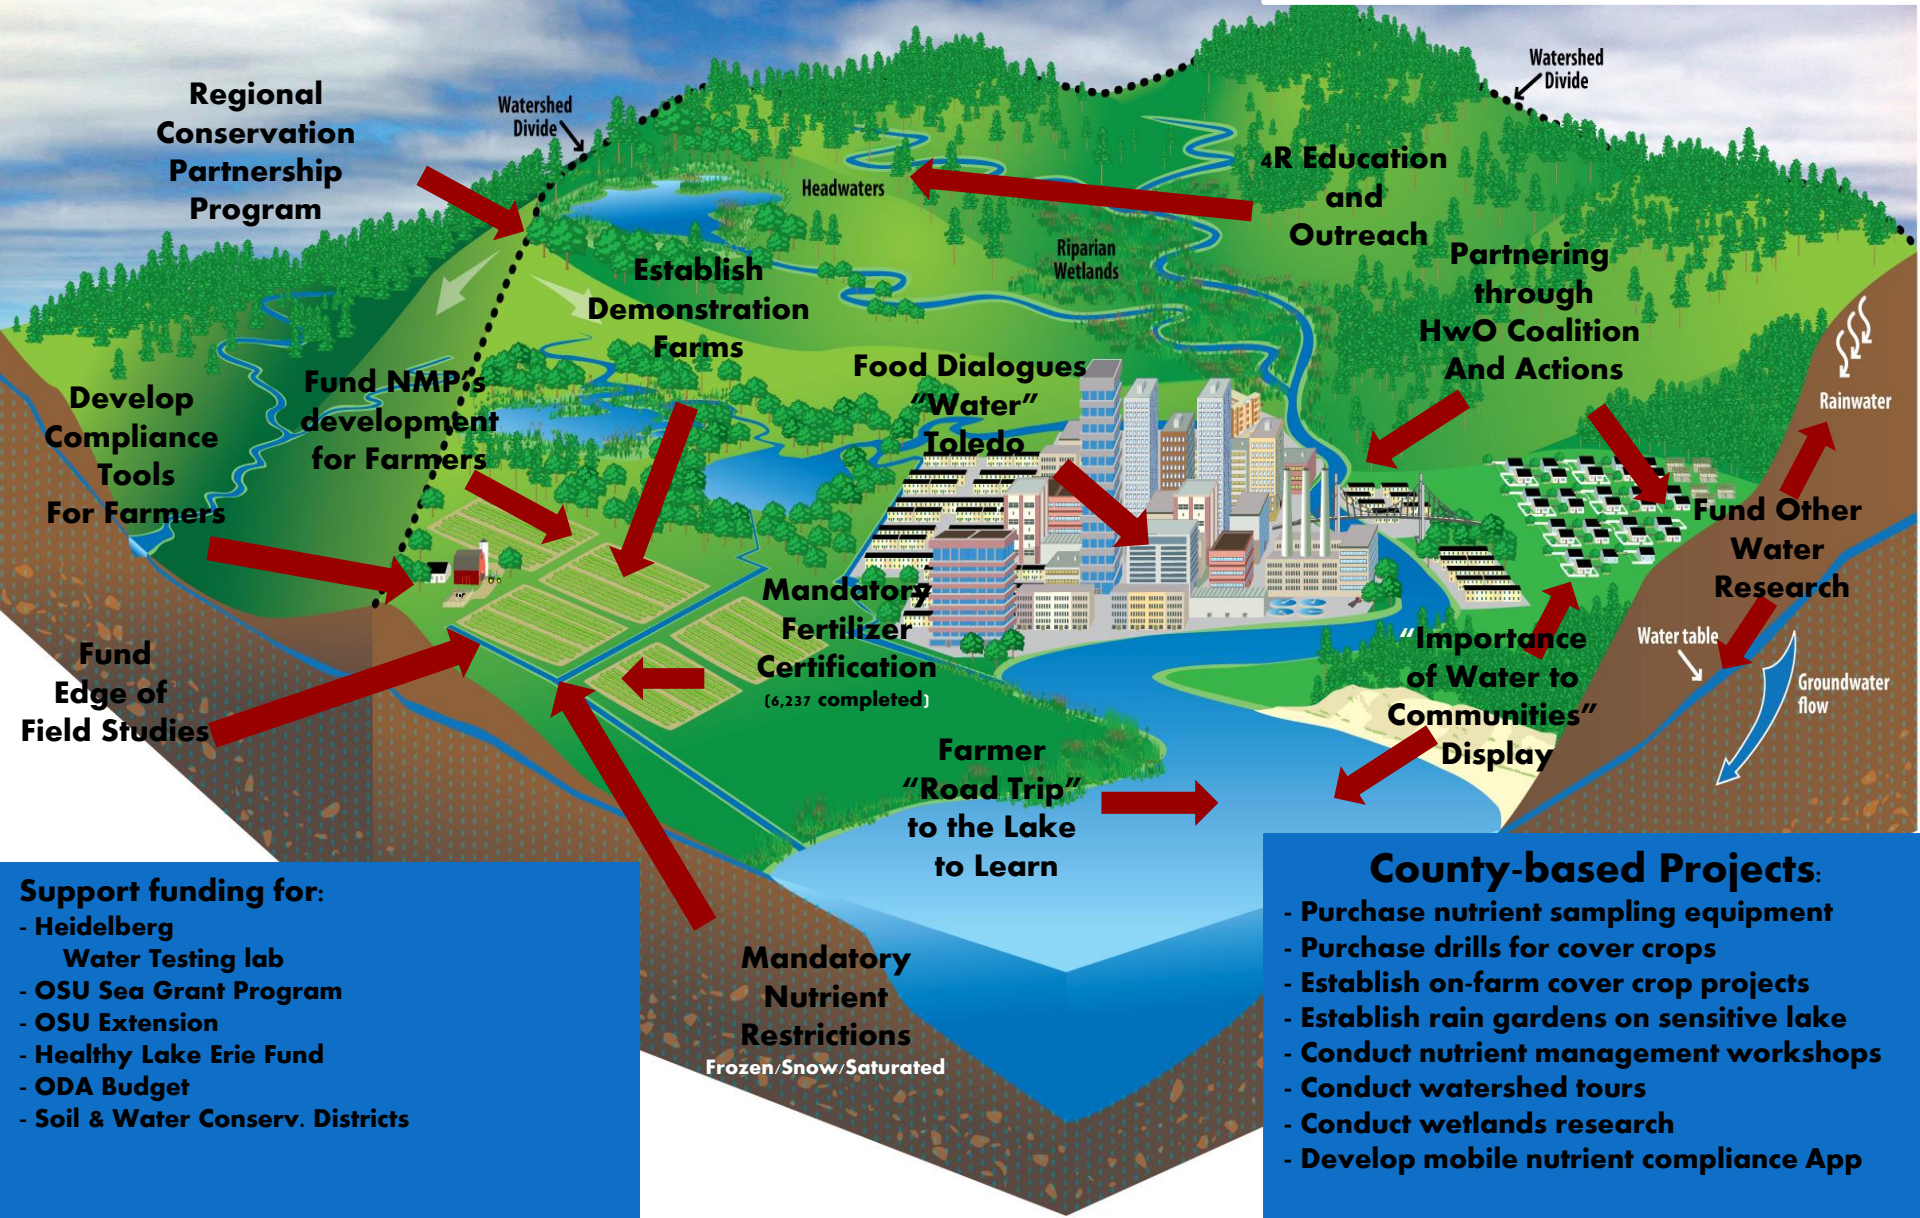 Regional
Conservation
Partnership
Program
Watershed
Divide
Watershed
Divide
Headwaters
4R Education
and
Outreach
Riparian
Wetlands
Partnering
through
HwO Coalition
And Actions
Establish
Demonstration
Farms
Rainwater
Food Dialogues
“Water”
Toledo
Fund NMP's
development
for Farmers
Develop
Compliance
Tools
For Farmers
Fund Other
Water
Research
Mandatory
Fertilizer
Certification
(6,237 completed)
“Importance
of Water to
Communities”
Display
Water table
Groundwater
flow
Fund
Edge of
Field Studies
Farmer
“Road Trip”
to the Lake
to Learn
Mandatory
Nutrient
Restrictions
Frozen/Snow/Saturated
Support funding for:
- Heidelberg
Water Testing lab
- OSU Sea Grant Program
- OSU Extension
- Healthy Lake Erie Fund
- ODA Budget
- Soil & Water Conserv. Districts
County-based Projects:
- Purchase nutrient sampling equipment
- Purchase drills for cover crops
- Establish on-farm cover crop projects
- Establish rain gardens on sensitive lake
- Conduct nutrient management workshops
- Conduct watershed tours
- Conduct wetlands research
- Develop mobile nutrient compliance App